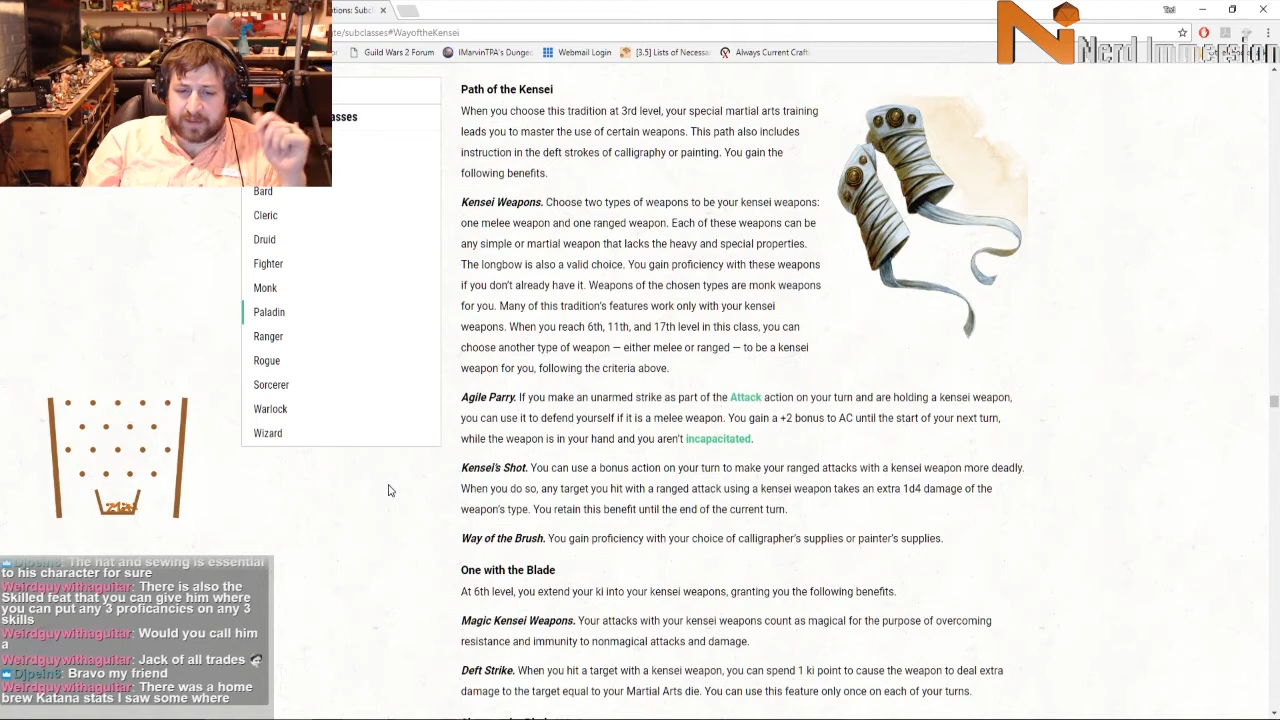 otions: Subcl
Ted
te/subclasses#WayoftheKensei
Guild Wars 2 Forum
IMarvinTPA's Dunge
Webmail Login
[3.5] Lists of Necessa
Always Current Craft
Nerd Immersion
asses
Bard
Cleric
Druid
Fighter
Monk
Paladin
Ranger
Rogue
Sorcerer
Warlock
Wizard
Path of the Kensei
When you choose this tradition at 3rd level, your special martial arts training
leads you to master the use of certain weapons. This path also includes
instruction in the deft strokes of calligraphy or painting. You gain the
following benefits.
Kensei Weapons. Choose two types of weapons to be your kensei weapons:
one melee weapon and one ranged weapon. Each of these weapons can be
any simple or martial weapon that lacks the heavy and special properties.
The longbow is also a valid choice. You gain proficiency with these weapons
if you don't already have it. Weapons of the chosen types are monk weapons
for you. Many of this tradition's features work only with your kensei
weapons. When you reach 6th, 11th, and 17th level in this class, you can
choose another type of weapon — either melee or ranged — to be a kensei
weapon for you, following the criteria above.
Agile Parry. If you make an unarmed strike as part of the Attack action on your turn and are holding a kensei weapon,
you can use it to defend yourself if it is a melee weapon. You gain a +2 bonus to AC until the start of your next turn,
while the weapon is in your hand and you aren't incapacitated.
Kensei's Shot. You can use a bonus action on your turn to make your ranged attacks with a kensei weapon more deadly.
When you do so, any target you hit with a ranged attack using a kensei weapon takes an extra 1d4 damage of the
weapon's type. You retain this benefit until the end of the current turn.
Way of the Brush. You gain proficiency with your choice of calligrapher's supplies or painter's supplies.
One with the Blade
At 6th level, you extend your ki into your kensei weapons, granting you the following benefits.
Magic Kensei Weapons. Your attacks with your kensei weapons count as magical for the purpose of overcoming
resistance and immunity to nonmagical attacks and damage.
Deft Strike. When you hit a target with a kensei weapon, you can spend 1 ki point to cause the weapon to deal extra
damage to the target equal to your Martial Arts die. You can use this feature only once on each of your turns.
Djpein6: The hat and sewing is essential
to his character for sure
Weirdguywithaguitar: There is also the
Skilled feat that you can give him where
you can put any 3 proficancies on any 3
skills
Weirdguywithaguitar: Would you call him
a
Weirdguywithaguitar: Jack of all trades
Djpein6: Bravo my friend
Weirdguywithaguitar: There was a home
brew Katana stats I saw some where